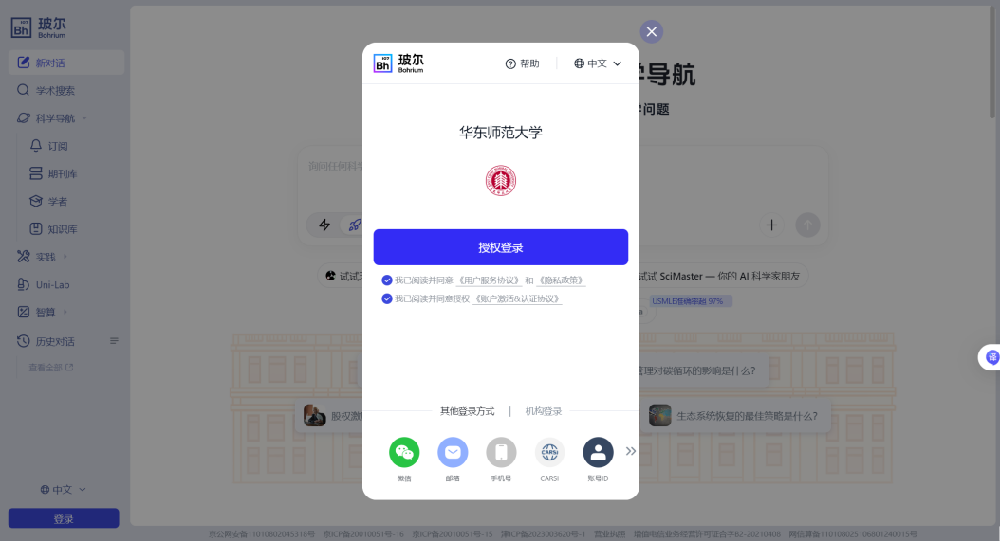 玻尔
Bohrium
新对话
学术搜索
科学导航
订阅
期刊库
学者
知识库
实践
Uni-Lab
智算
历史对话
查看全部
中文
登录
学导航
问题
询问任何科学
试试
试试 SciMaster — 你的 AI 科学家朋友
USMLE准确率超 97%
管理对碳循环的影响是什么?
股权激
生态系统恢复的最佳策略是什么?
玻尔
Bohrium
帮助
中文
华东师范大学
授权登录
我已阅读并同意 《用户服务协议》 和 《隐私政策》
我已阅读并同意授权 《账户激活&认证协议》
其他登录方式 | 机构登录
微信
邮箱
手机号
CARSI
CARSI
账号ID
译
京公网安备11010802045318号 京ICP备20010051号-16 京ICP备20010051号-15 津ICP备2023003620号-1 营业执照 增值电信业务经营许可证合字B2-20210408 网信算备110108025106801240015号